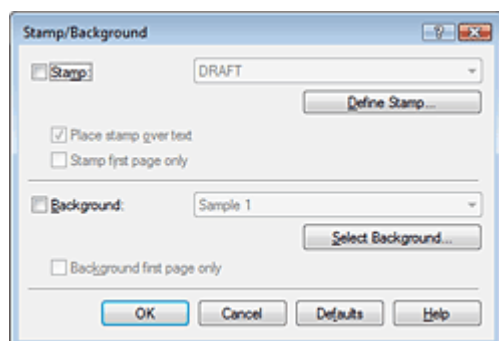 Stamp/Background
Stamp: DRAFT
Define Stamp...
Place stamp over text
Stamp first page only
Background: Sample 1
Select Background...
Background first page only
OK Cancel Defaults Help